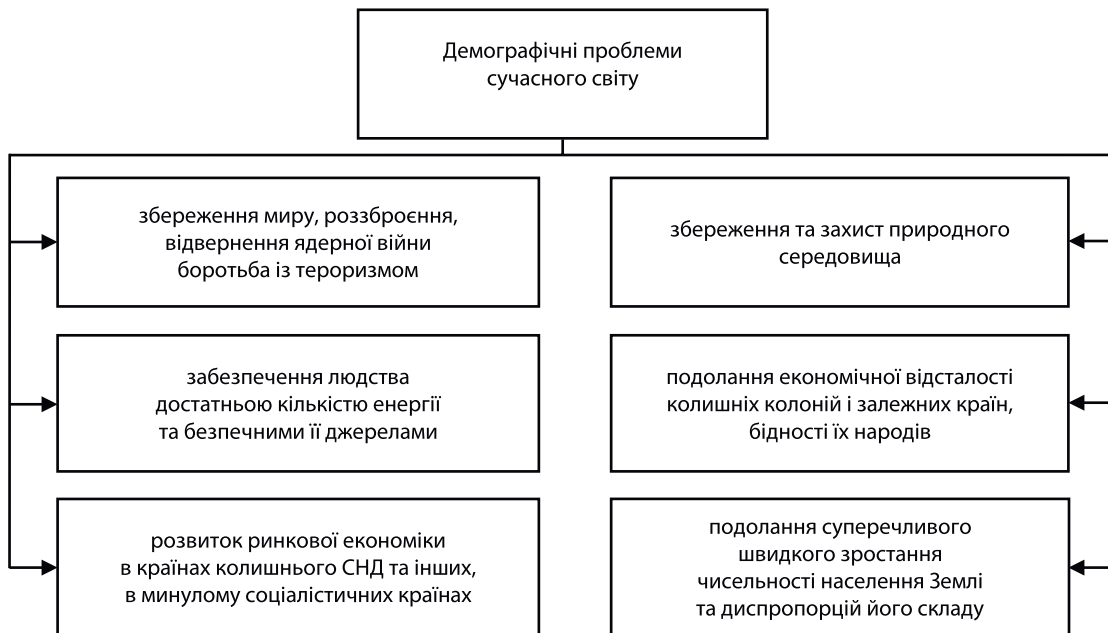 Демографічні проблеми
сучасного світу
збереження миру, роззброєння,
відвернення ядерної війни
боротьба із тероризмом
збереження та захист природного
середовища
забезпечення людства
достатньою кількістю енергії
та безпечними її джерелами
подолання економічної відсталості
колишніх колоній і залежних країн,
бідності їх народів
розвиток ринкової економіки
в країнах колишнього СНД та інших,
в минулому соціалістичних країнах
подолання суперечливого
швидкого зростання
чисельності населення Землі
та диспропорцій його складу